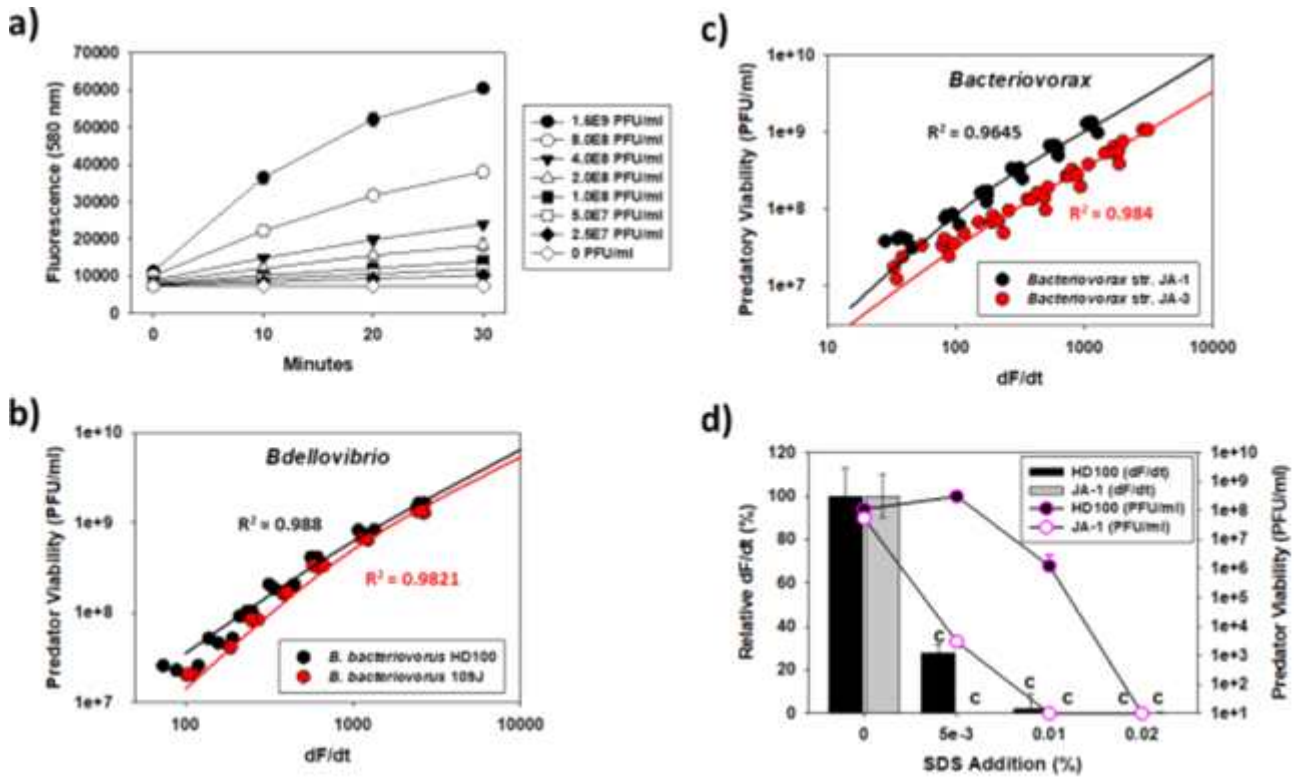 a)
70000
60000
50000
40000
30000
20000
10000
0
Fluorescence (580 nm)
0 10 20 30
Minutes
1.6E9 PFU/ml
8.0E8 PFU/ml
4.0E8 PFU/ml
2.0E8 PFU/ml
1.0E8 PFU/ml
5.0E7 PFU/ml
2.5E7 PFU/ml
0 PFU/ml
b)
1e+10
1e+9
1e+8
1e+7
Predator Viability (PFU/ml)
Bdellovibrio
R² = 0.988
R² = 0.9821
B. bacteriovorus HD100
B. bacteriovorus 109J
100 1000 10000
dF/dt
c)
1e+10
1e+9
1e+8
1e+7
Predatory Viability (PFU/ml)
Bacteriovorax
R² = 0.9645
R² = 0.984
Bacteriovorax str. JA-1
Bacteriovorax str. JA-3
10 100 1000 10000
dF/dt
d)
120
100
80
60
40
20
0
Relative dF/dt (%)
HD100 (dF/dt)
JA-1 (dF/dt)
HD100 (PFU/ml)
JA-1 (PFU/ml)
C
C
C
C
C
C
1e+10
1e+9
1e+8
1e+7
1e+6
1e+5
1e+4
1e+3
1e+2
1e+1
Predator Viability (PFU/ml)
0 5e-3 0.01 0.02
SDS Addition (%)